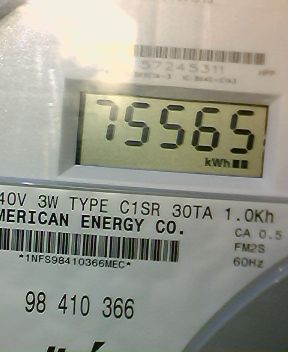 57245311
75565
kWh
40V 3W TYPE C1SR 30TA 1.0Kh
MERICAN ENERGY CO.
CA 0.5
FM2S
60Hz
*1NFS98410366MEC*
98 410 366